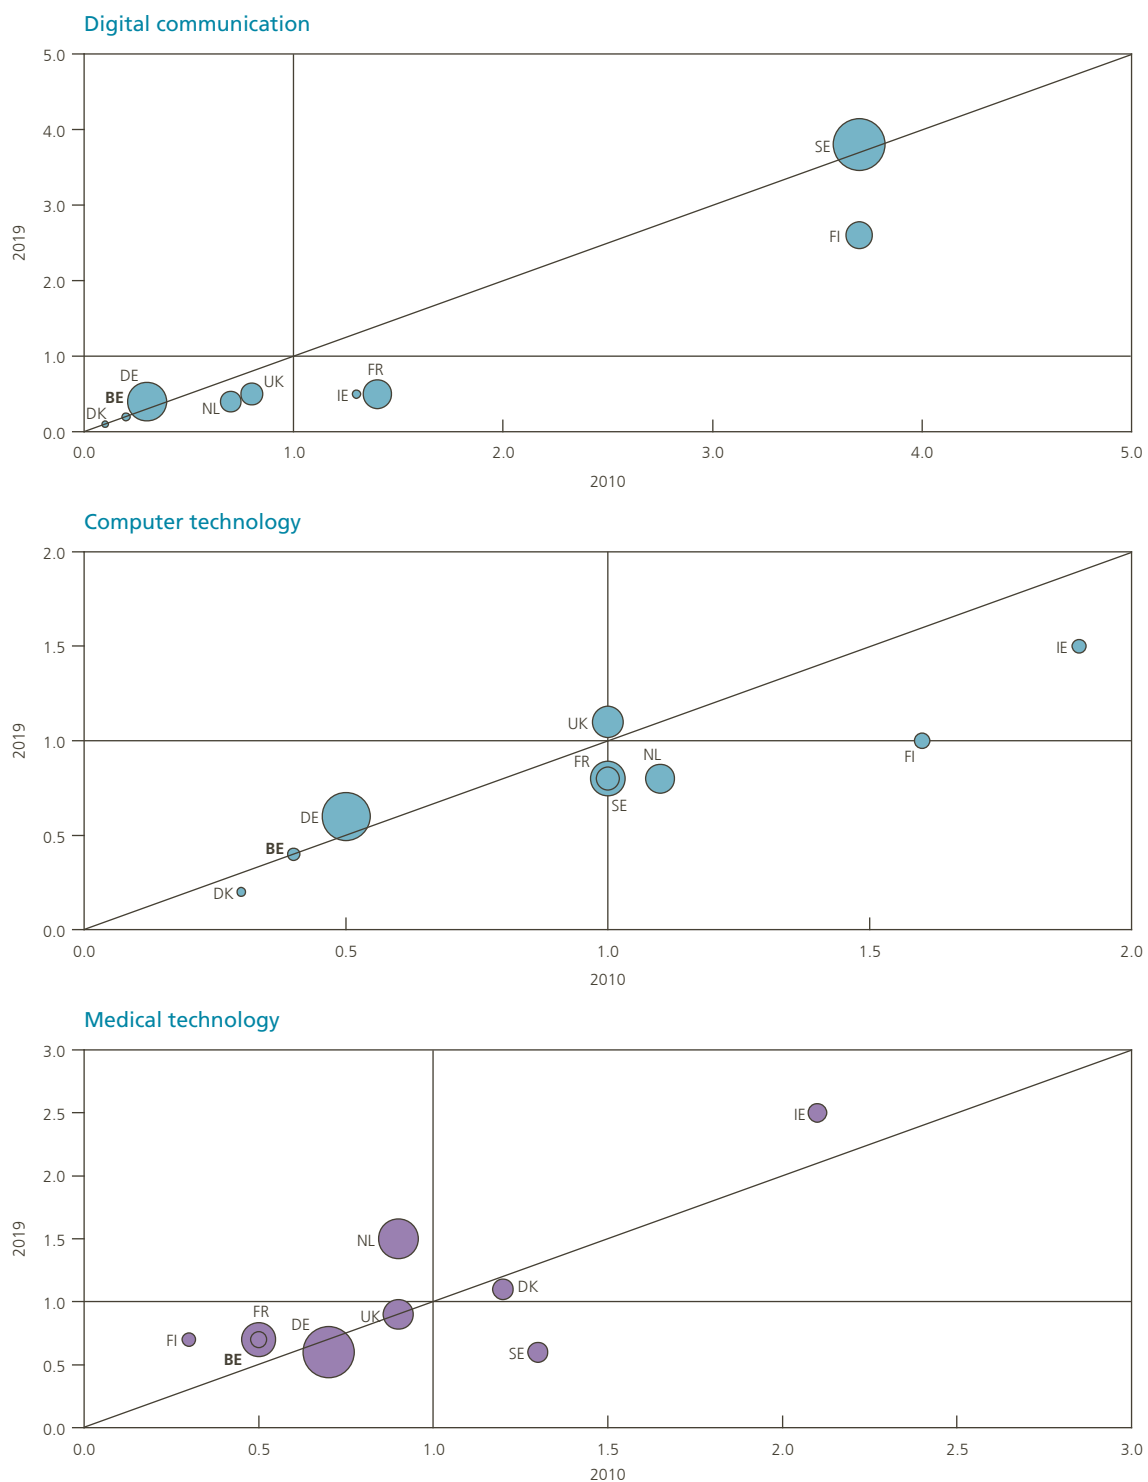 Digital communication
5.0
4.0
SE
3.0
2019
FI
2.0
1.0
DE
FR
UK
BE
IE
NL
DK
0.0
0.0 1.0 2.0 3.0 4.0 5.0
2010
Computer technology
2.0
1.5
IE
2019
UK
1.0
NL
FI
FR
SE
DE
0.5
BE
DK
0.0
0.0 0.5 1.0 1.5 2.0
2010
Medical technology
3.0
2.5
IE
2.0
2019
1.5
NL
1.0
DK
FR
UK
DE
FI
BE
SE
0.5
0.0
0.0 0.5 1.0 1.5 2.0 2.5 3.0
2010